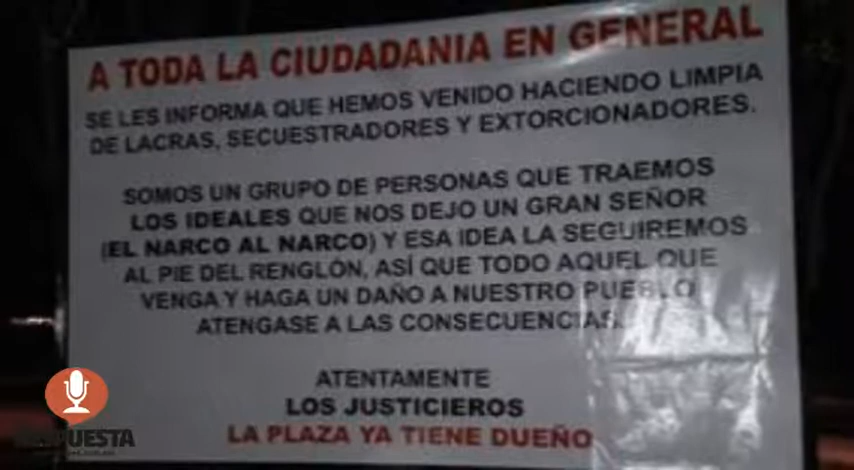 A TODA LA CIUDADANIA EN GENERAL
SE LES INFORMA QUE HEMOS VENIDO HACIENDO LIMPIA
DE LACRAS, SECUESTRADORES Y EXTORCIONADORES.
SOMOS UN GRUPO DE PERSONAS QUE TRAEMOS
LOS IDEALES QUE NOS DEJO UN GRAN SEÑOR
(EL NARCO AL NARCO) Y ESA IDEA LA SEGUIREMOS
AL PIE DEL RENGLÓN, ASÍ QUE TODO AQUEL QUE
VENGA Y HAGA UN DAÑO A NUESTRO PUEBLO
ATENGASE A LAS CONSECUENCIAS.
ATENTAMENTE
LOS JUSTICIEROS
LA PLAZA YA TIENE DUEÑO